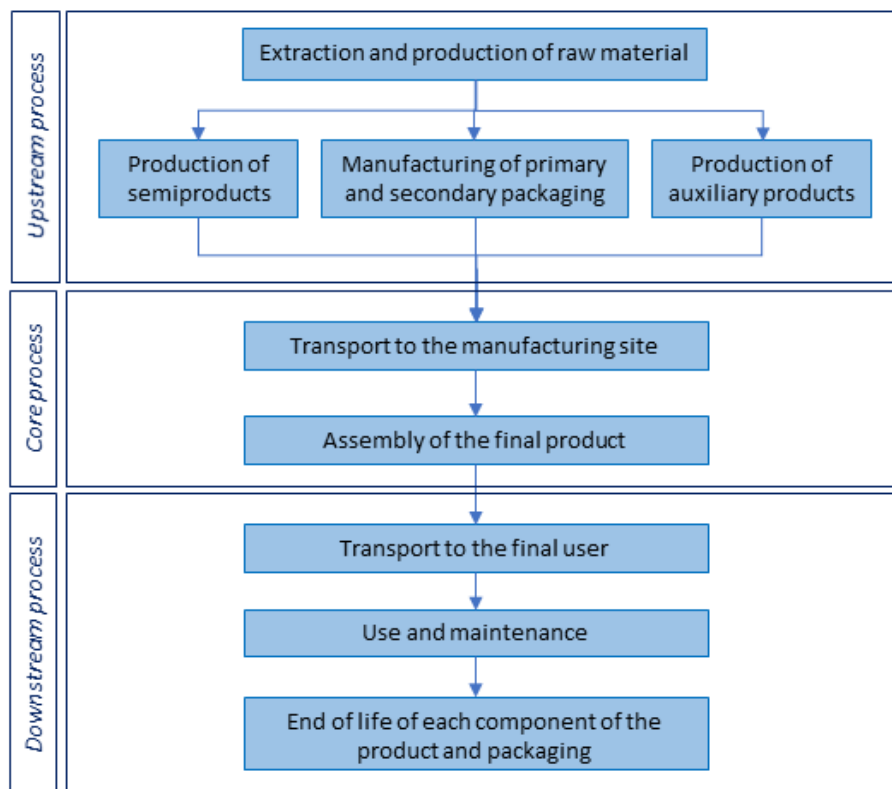 Upstream process
Extraction and production of raw material
Production of
semiproducts
Manufacturing of primary
and secondary packaging
Production of
auxiliary products
Core process
Transport to the manufacturing site
Assembly of the final product
Downstream process
Transport to the final user
Use and maintenance
End of life of each component of the
product and packaging